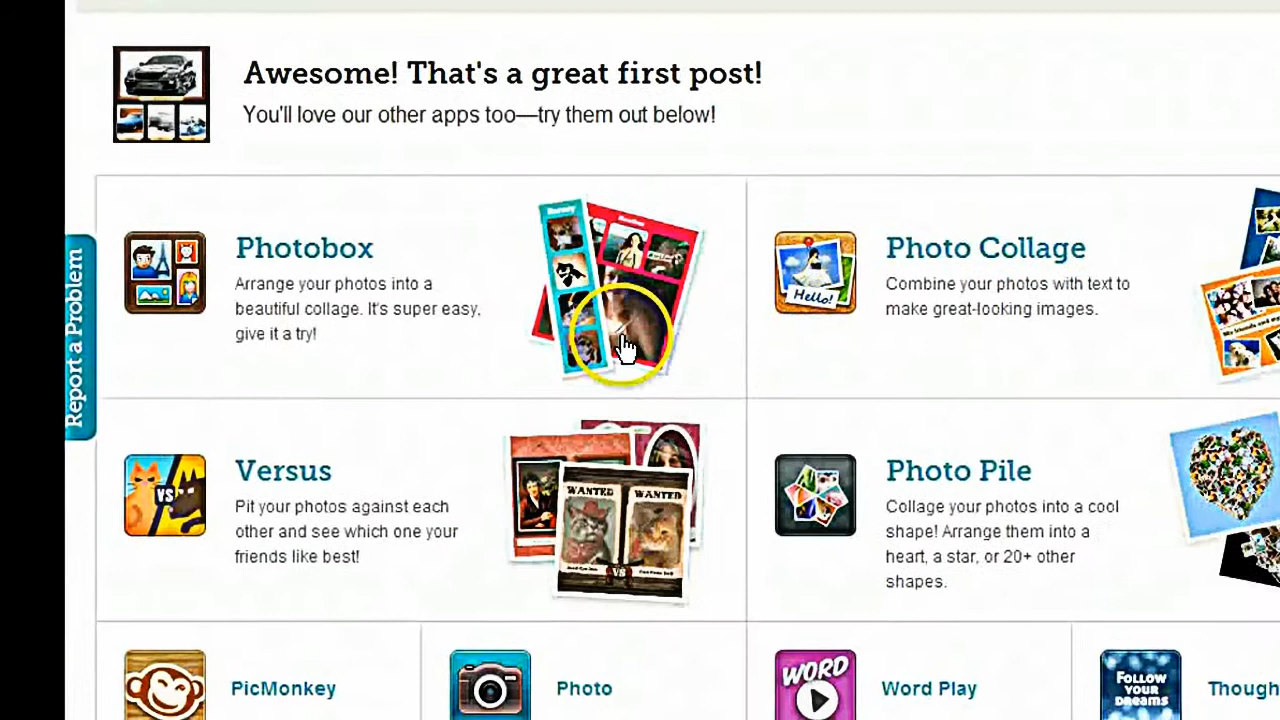 Awesome! That's a great first post!
You'll love our other apps too—try them out below!
Report a Problem
Photobox
Arrange your photos into a
beautiful collage. It's super easy,
give it a try!
Hello!
Photo Collage
Combine your photos with text to
make great-looking images.
VS
Versus
Pit your photos against each
other and see which one your
friends like best!
WANTED WANTED
VS
Photo Pile
Collage your photos into a cool
shape! Arrange them into a
heart, a star, or 20+ other
shapes.
PicMonkey
Photo
WORD
Word Play
FOLLOW
YOUR
DREAMS
Though